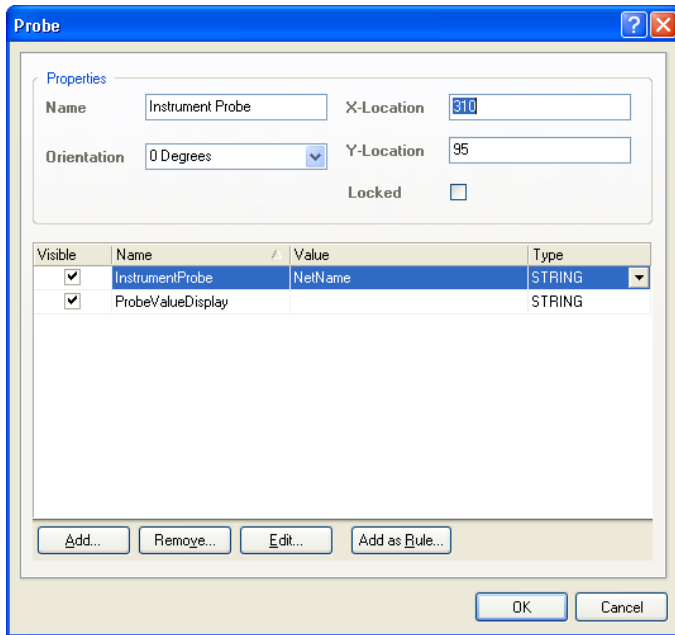 Probe
Properties
Name Instrument Probe X-Location 310
Orientation 0 Degrees Y-Location 95
Locked
Visible Name Value Type
InstrumentProbe NetName STRING
ProbeValueDisplay STRING
Add... Remove... Edit... Add as Rule...
OK Cancel